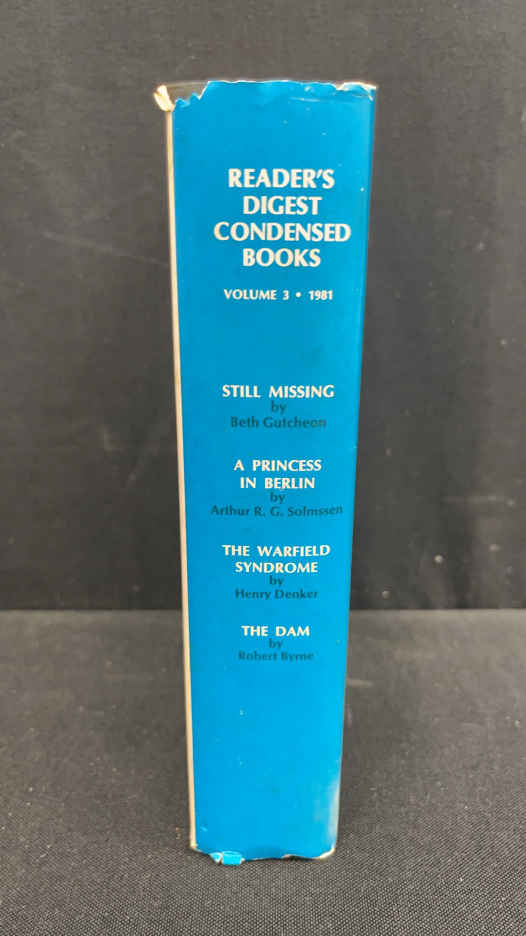 READER'S
DIGEST
CONDENSED
BOOKS
VOLUME 3 • 1981
STILL MISSING
by
Beth Gutcheon
A PRINCESS
IN BERLIN
by
Arthur R. G. Solmssen
THE WARFIELD
SYNDROME
by
Henry Denker
THE DAM
by
Robert Byrne